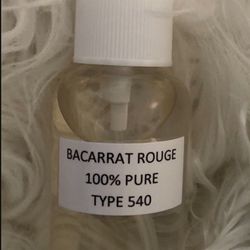 BACARRAT ROUGE
100% PURE
TYPE 540